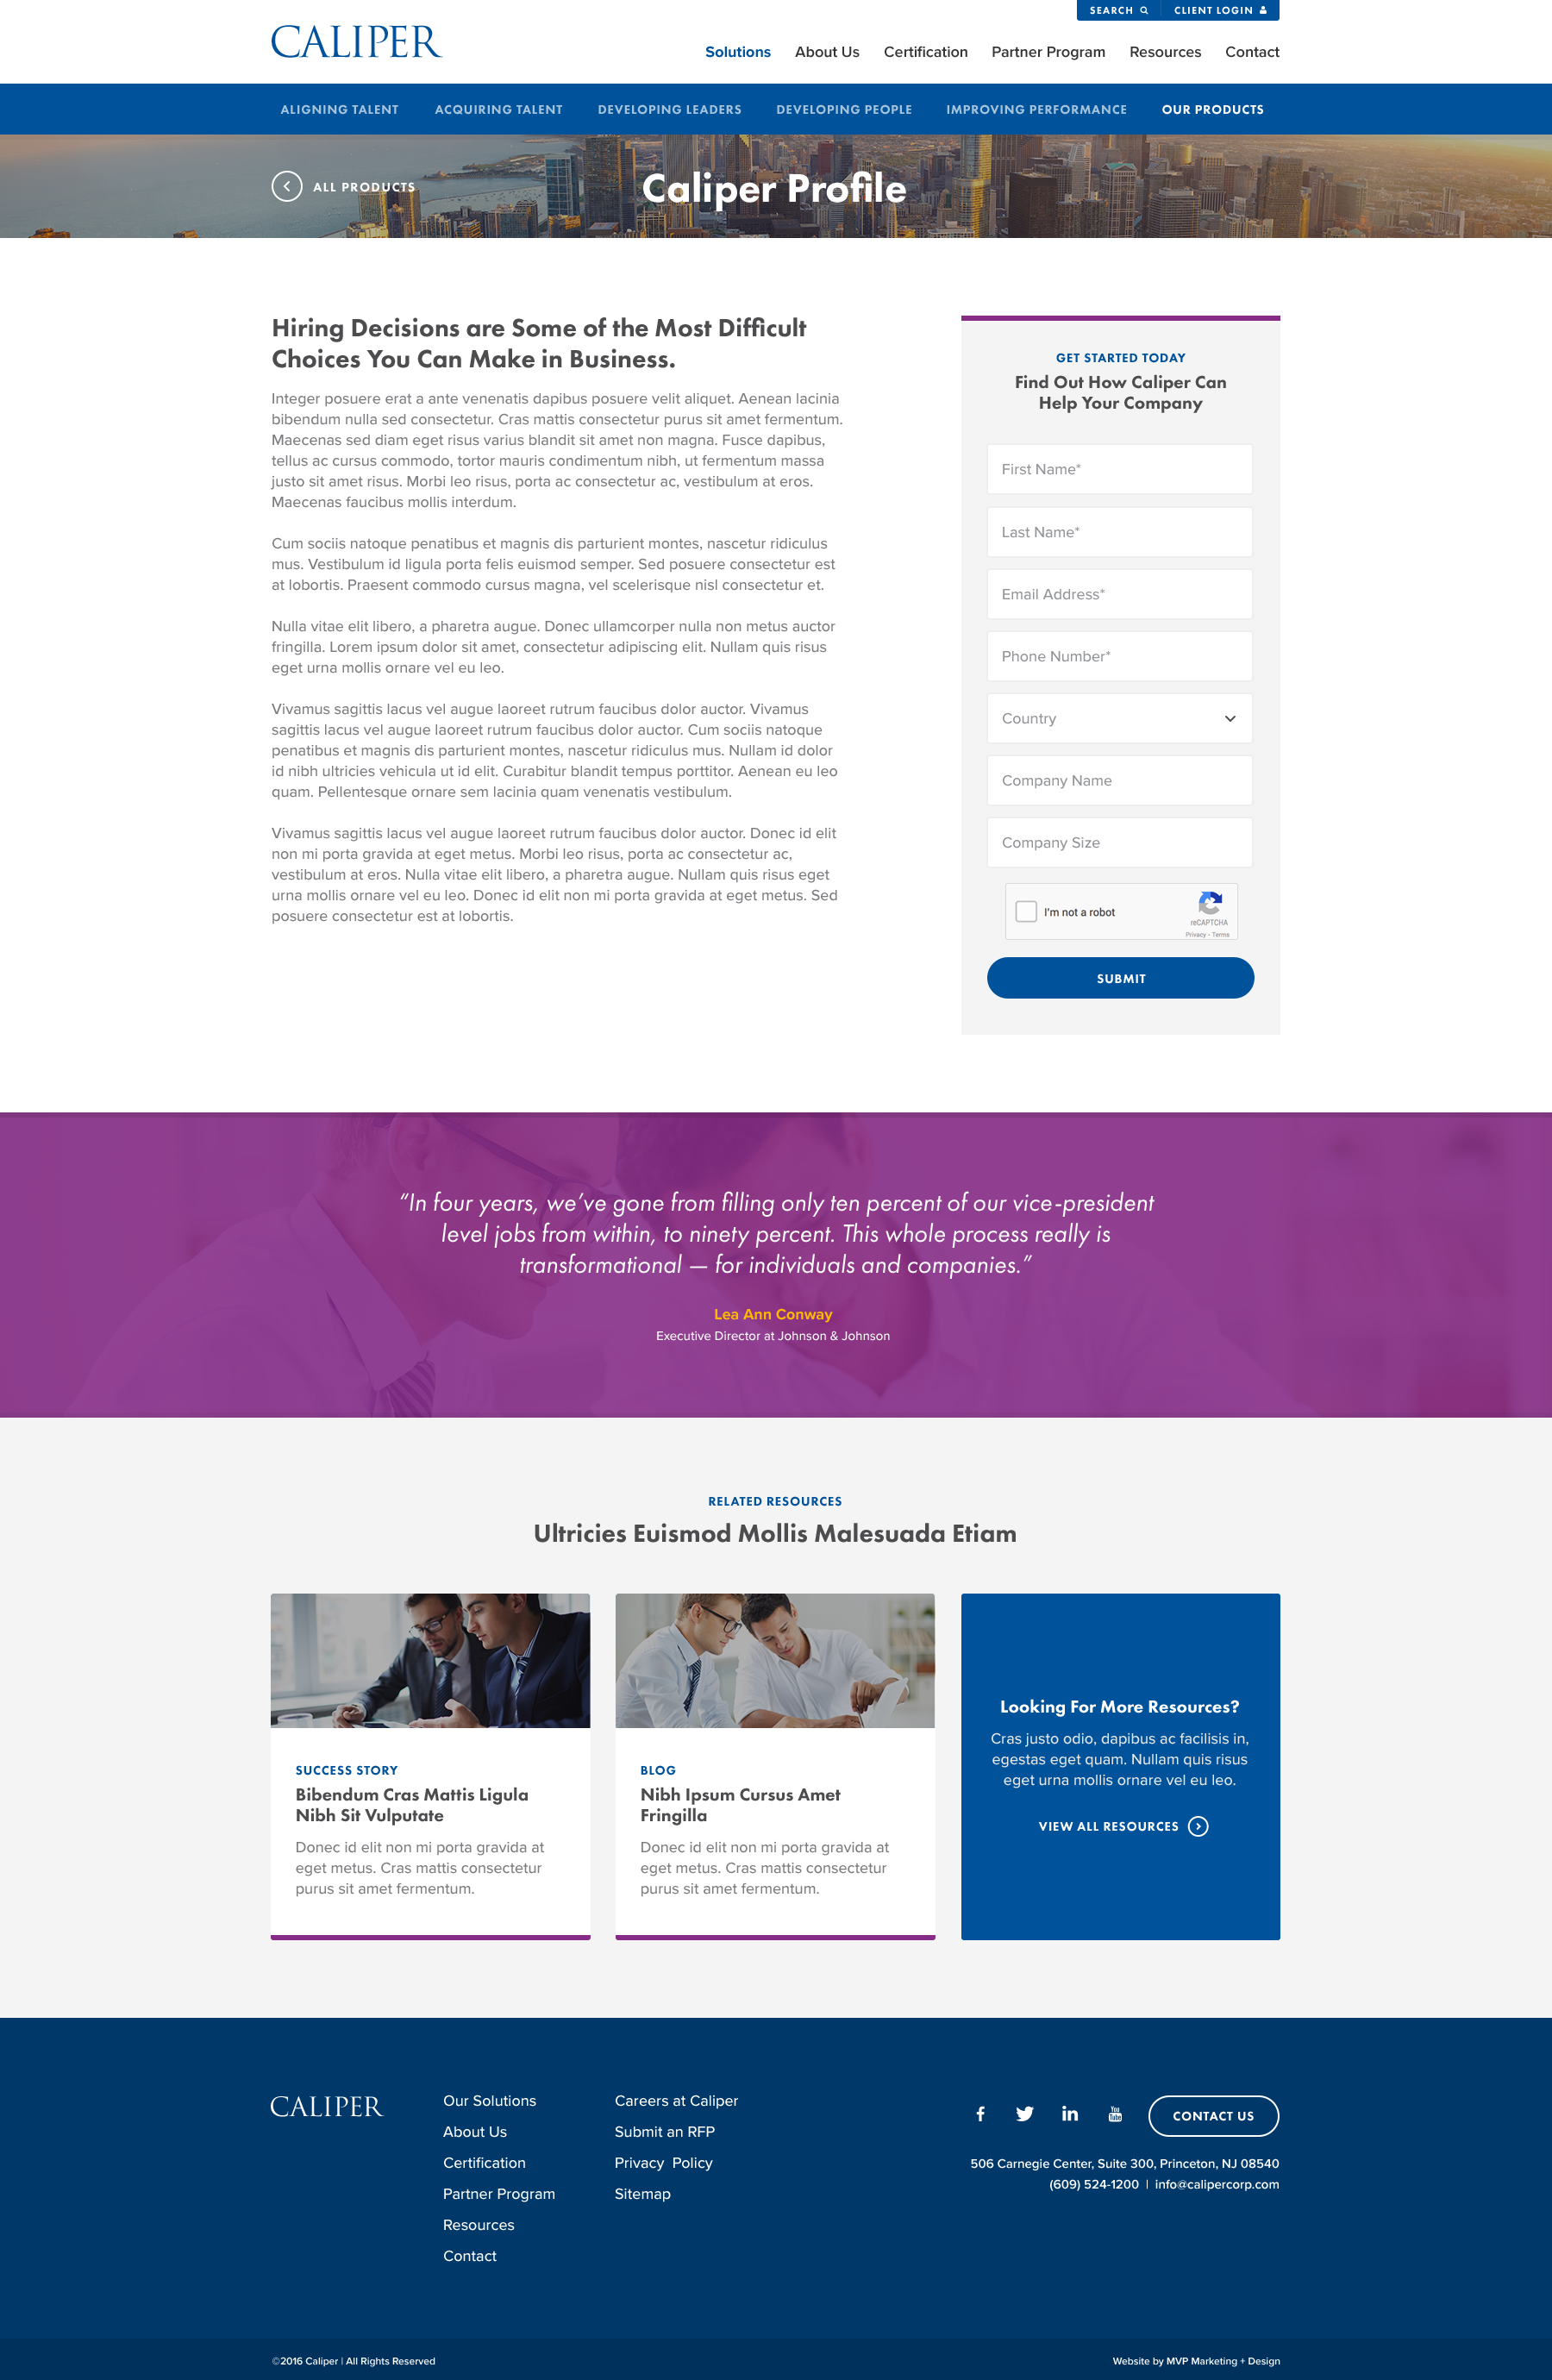 SEARCH
CLIENT LOGIN
CALIPER
Solutions
About Us
Certification
Partner Program
Resources
Contact
ALIGNING TALENT
ACQUIRING TALENT
DEVELOPING LEADERS
DEVELOPING PEOPLE
IMPROVING PERFORMANCE
OUR PRODUCTS
ALL PRODUCTS
Caliper Profile
Hiring Decisions are Some of the Most Difficult
Choices You Can Make in Business.
Integer posuere erat a ante venenatis dapibus posuere velit aliquet. Aenean lacinia
bibendum nulla sed consectetur. Cras mattis consectetur purus sit amet fermentum.
Maecenas sed diam eget risus varius blandit sit amet non magna. Fusce dapibus,
tellus ac cursus commodo, tortor mauris condimentum nibh, ut fermentum massa
justo sit amet risus. Morbi leo risus, porta ac consectetur ac, vestibulum at eros.
Maecenas faucibus mollis interdum.
Cum sociis natoque penatibus et magnis dis parturient montes, nascetur ridiculus
mus. Vestibulum id ligula porta felis euismod semper. Sed posuere consectetur est
at lobortis. Praesent commodo cursus magna, vel scelerisque nisl consectetur et.
Nulla vitae elit libero, a pharetra augue. Donec ullamcorper nulla non metus auctor
fringilla. Lorem ipsum dolor sit amet, consectetur adipiscing elit. Nullam quis risus
eget urna mollis ornare vel eu leo.
Vivamus sagittis lacus vel augue laoreet rutrum faucibus dolor auctor. Vivamus
sagittis lacus vel augue laoreet rutrum faucibus dolor auctor. Cum sociis natoque
penatibus et magnis dis parturient montes, nascetur ridiculus mus. Nullam id dolor
id nibh ultricies vehicula ut id elit. Curabitur blandit tempus porttitor. Aenean eu leo
quam. Pellentesque ornare sem lacinia quam venenatis vestibulum.
Vivamus sagittis lacus vel augue laoreet rutrum faucibus dolor auctor. Donec id elit
non mi porta gravida at eget metus. Morbi leo risus, porta ac consectetur ac,
vestibulum at eros. Nulla vitae elit libero, a pharetra augue. Nullam quis risus eget
urna mollis ornare vel eu leo. Donec id elit non mi porta gravida at eget metus. Sed
posuere consectetur est at lobortis.
GET STARTED TODAY
Find Out How Caliper Can
Help Your Company
First Name*
Last Name*
Email Address*
Phone Number*
Country
Company Name
Company Size
I'm not a robot
reCAPTCHA
Privacy - Terms
SUBMIT
“In four years, we’ve gone from filling only ten percent of our vice-president
level jobs from within, to ninety percent. This whole process really is
transformational — for individuals and companies.”
Lea Ann Conway
Executive Director at Johnson & Johnson
RELATED RESOURCES
Ultricies Euismod Mollis Malesuada Etiam
SUCCESS STORY
Bibendum Cras Mattis Ligula
Nibh Sit Vulputate
Donec id elit non mi porta gravida at
eget metus. Cras mattis consectetur
purus sit amet fermentum.
BLOG
Nibh Ipsum Cursus Amet
Fringilla
Donec id elit non mi porta gravida at
eget metus. Cras mattis consectetur
purus sit amet fermentum.
Looking For More Resources?
Cras justo odio, dapibus ac facilisis in,
egestas eget quam. Nullam quis risus
eget urna mollis ornare vel eu leo.
VIEW ALL RESOURCES
CALIPER
Our Solutions
About Us
Certification
Partner Program
Resources
Contact
Careers at Caliper
Submit an RFP
Privacy Policy
Sitemap
You Tube
CONTACT US
506 Carnegie Center, Suite 300, Princeton, NJ 08540
(609) 524-1200 | info@calipercorp.com
©2016 Caliper | All Rights Reserved
Website by MVP Marketing + Design